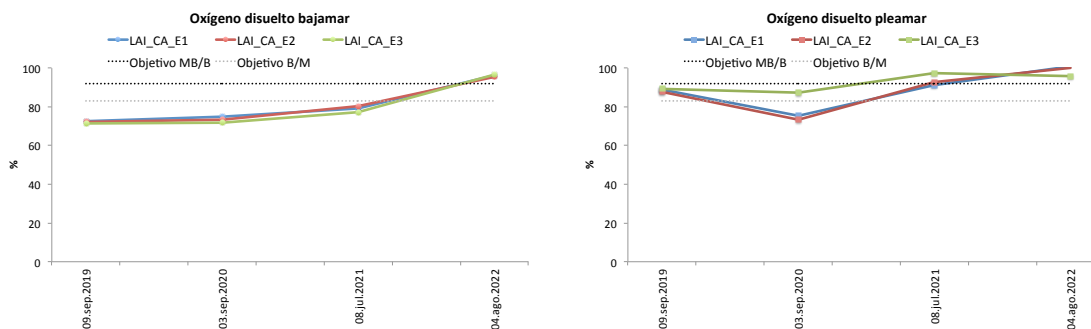 Oxígeno disuelto bajamar
LAI_CA_E1 LAI_CA_E2 LAI_CA_E3
Objetivo MB/B Objetivo B/M
100
80
60
40
20
0
%
09.sep.2019
03.sep.2020
08.jul.2021
04.ago.2022
Oxígeno disuelto pleamar
LAI_CA_E1 LAI_CA_E2 LAI_CA_E3
Objetivo MB/B Objetivo B/M
100
80
60
40
20
0
%
09.sep.2019
03.sep.2020
08.jul.2021
04.ago.2022